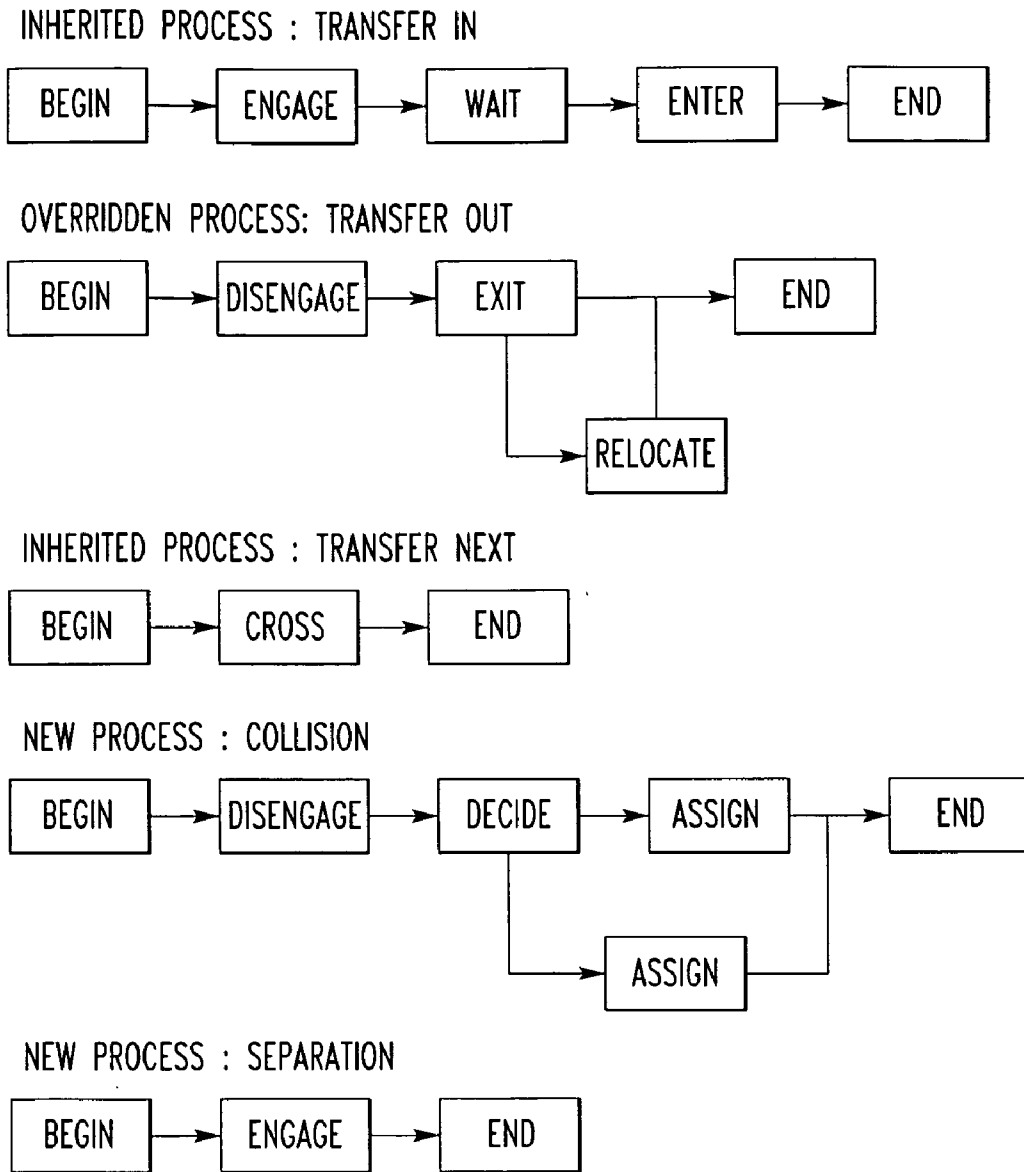 INHERITED PROCESS : TRANSFER IN
BEGIN ENGAGE WAIT ENTER END
OVERRIDDEN PROCESS: TRANSFER OUT
BEGIN DISENGAGE EXIT END
RELOCATE
INHERITED PROCESS : TRANSFER NEXT
BEGIN CROSS END
NEW PROCESS : COLLISION
BEGIN DISENGAGE DECIDE ASSIGN END
ASSIGN
NEW PROCESS : SEPARATION
BEGIN ENGAGE END